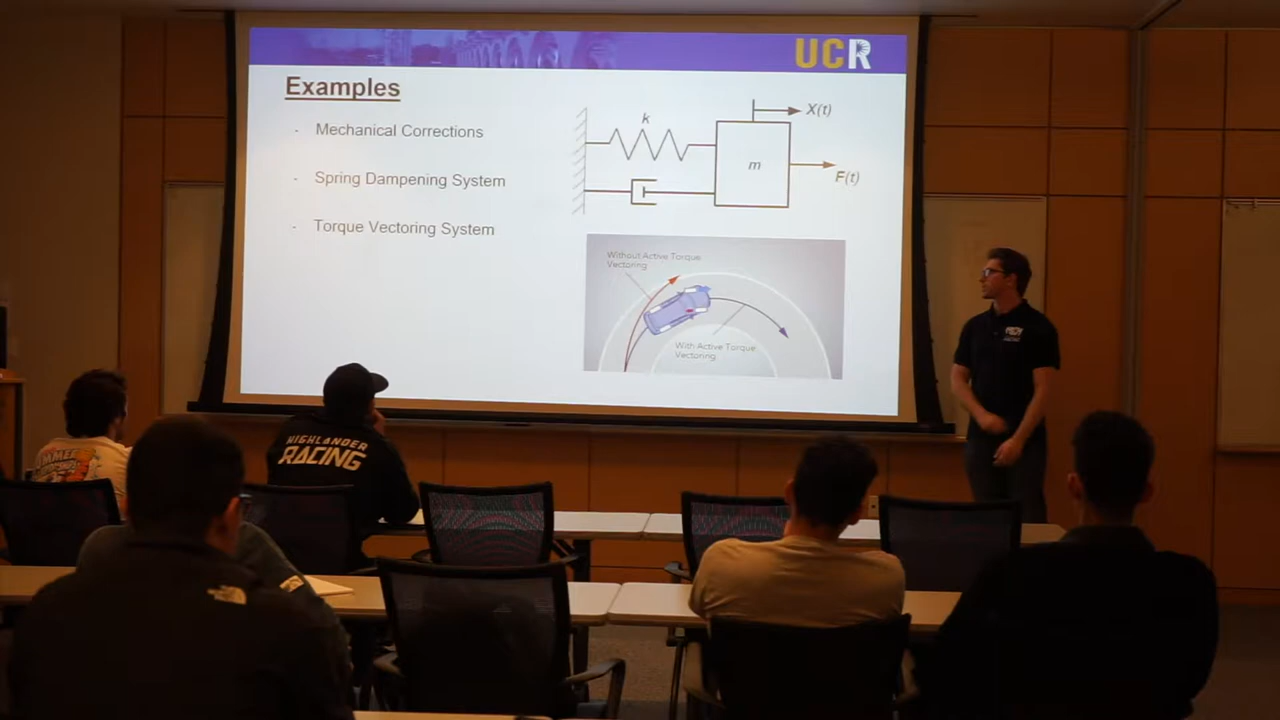 UCR
Examples
- Mechanical Corrections
- Spring Dampening System
- Torque Vectoring System
k
X(t)
m
F(t)
Without Active Torque
Vectoring
With Active Torque
Vectoring
HIGHLANDER
RACING